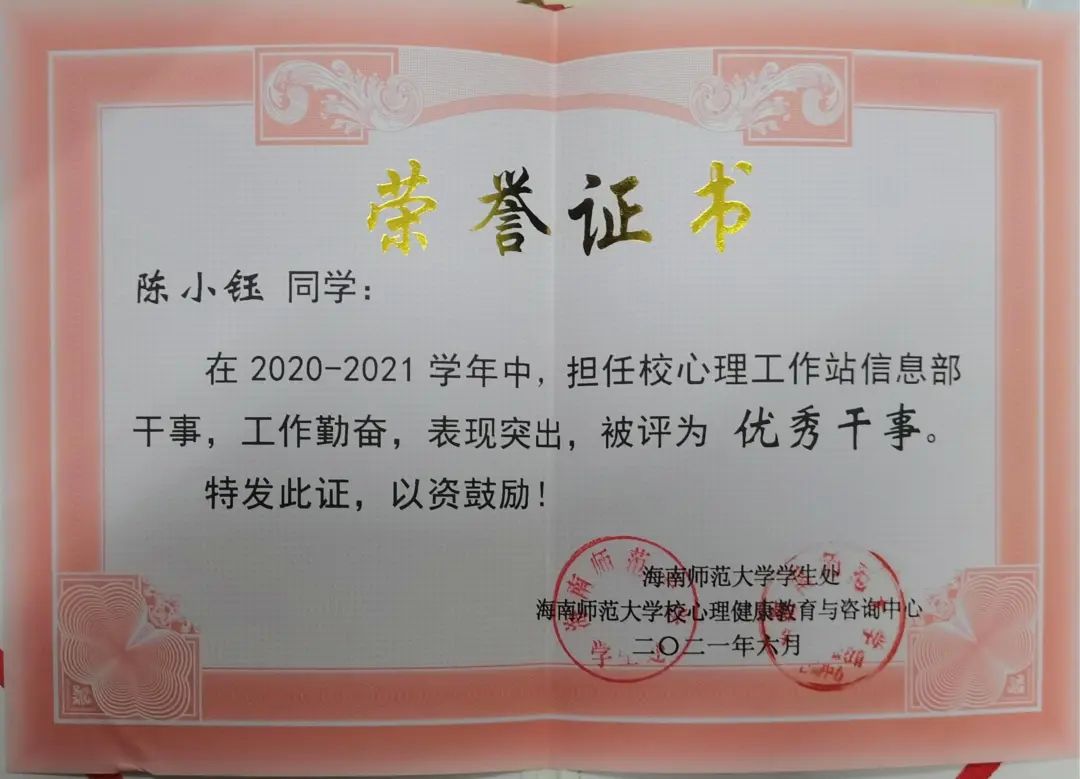 荣誉证书
陈小钰 同学：
在 2020-2021 学年中，担任校心理工作站信息部
干事，工作勤奋，表现突出，被评为 优秀干事。
特发此证，以资鼓励！
海南师范大学学生处
海南师范大学校心理健康教育与咨询中心
二〇二一年六月